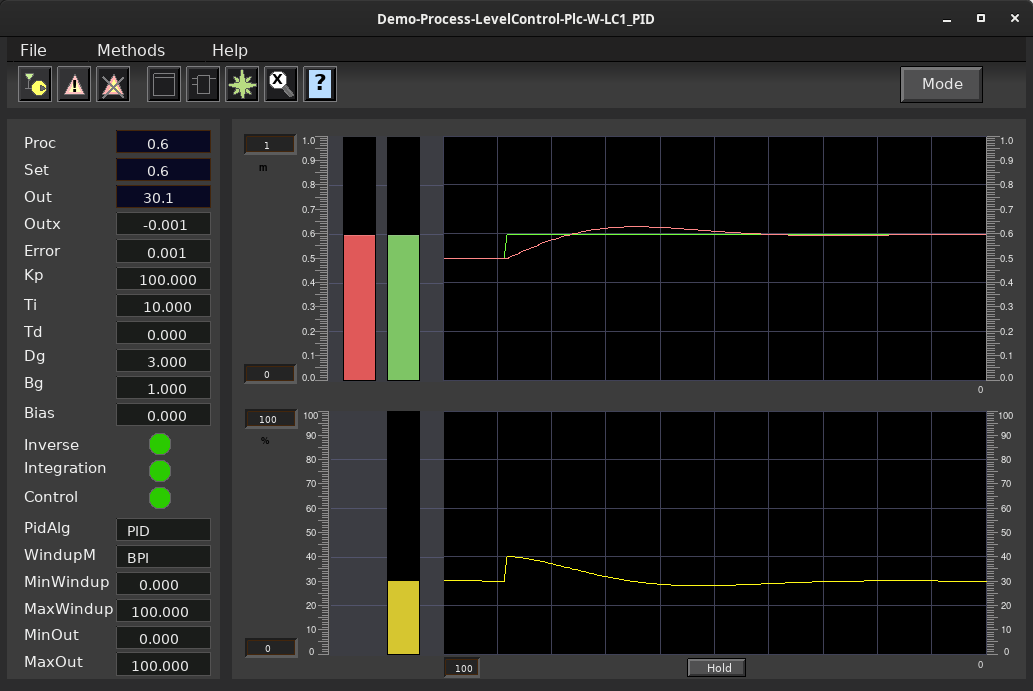 Demo-Process-LevelControl-Plc-W-LC1_PID
File Methods Help
X ? Mode
Proc 0.6
Set 0.6
Out 30.1
Outx -0.001
Error 0.001
Kp 100.000
Ti 10.000
Td 0.000
Dg 3.000
Bg 1.000
Bias 0.000
Inverse
Integration
Control
PidAlg PID
WindupM BPI
MinWindup 0.000
MaxWindup 100.000
MinOut 0.000
MaxOut 100.000
1
m
0
1.0
0.9
0.8
0.7
0.6
0.5
0.4
0.3
0.2
0.1
0.0
1.0
0.9
0.8
0.7
0.6
0.5
0.4
0.3
0.2
0.1
0.0
0
100
%
0
100
90
80
70
60
50
40
30
20
10
0
100
90
80
70
60
50
40
30
20
10
0
100 Hold 0